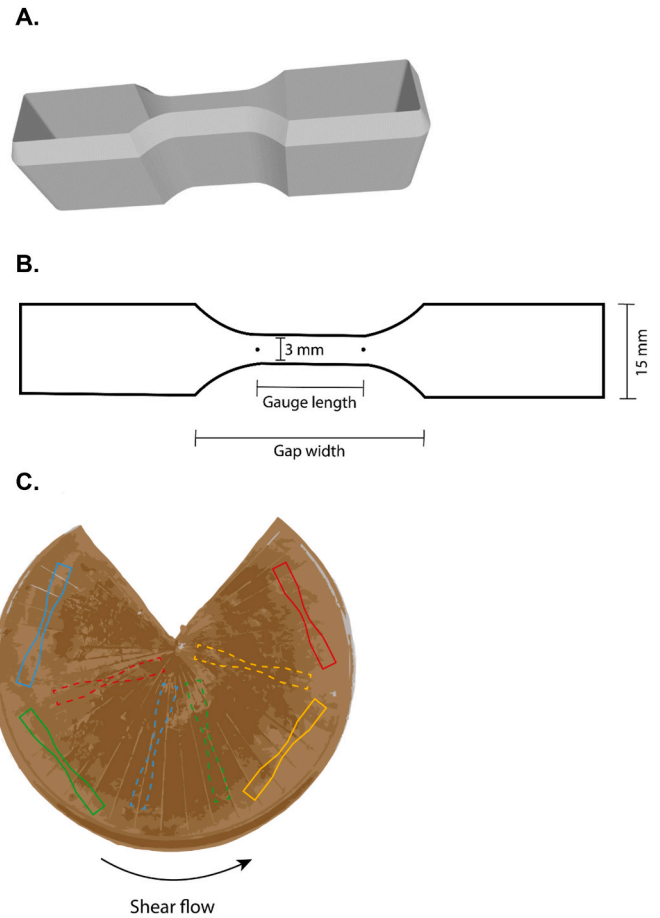 A.
B.
3 mm
15 mm
Gauge length
Gap width
C.
Shear flow